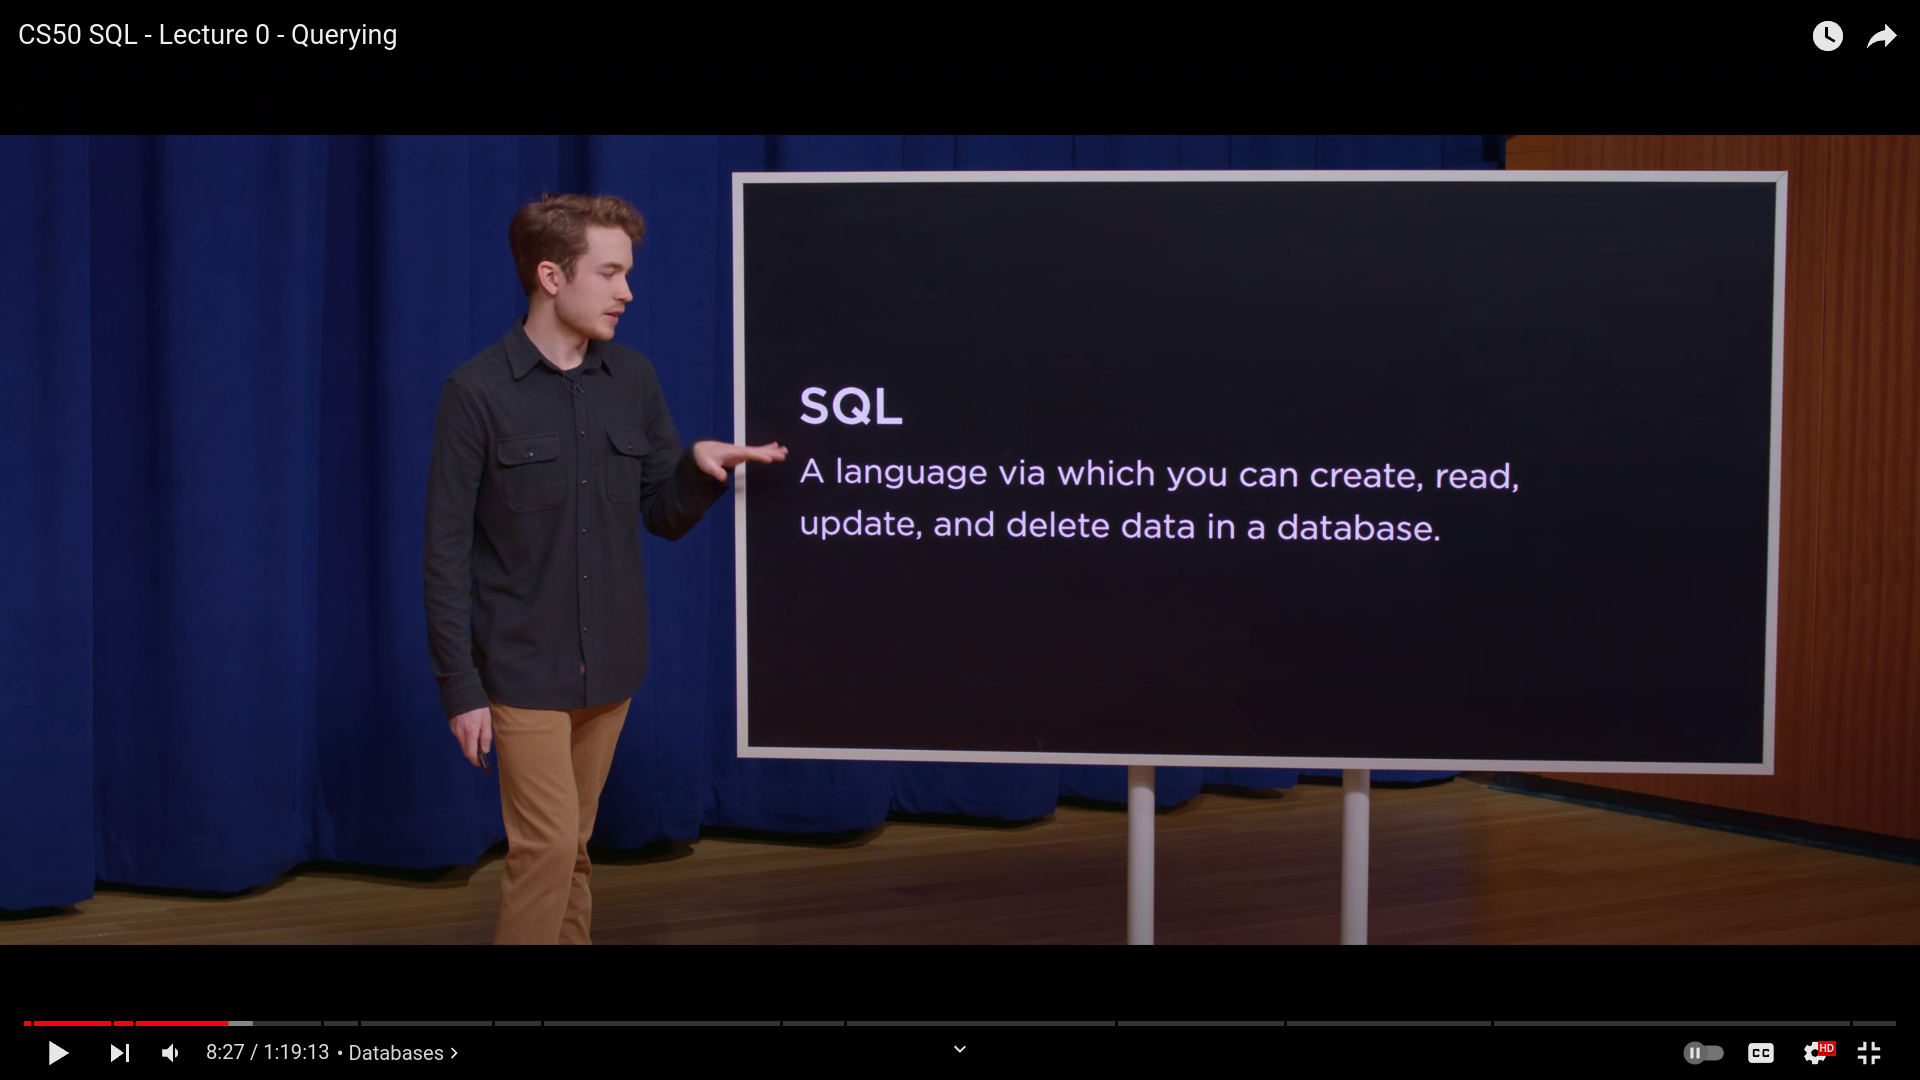 CS50 SQL - Lecture 0 - Querying
SQL
A language via which you can create, read,
update, and delete data in a database.
8:27 / 1:19:13 • Databases
CC
HD